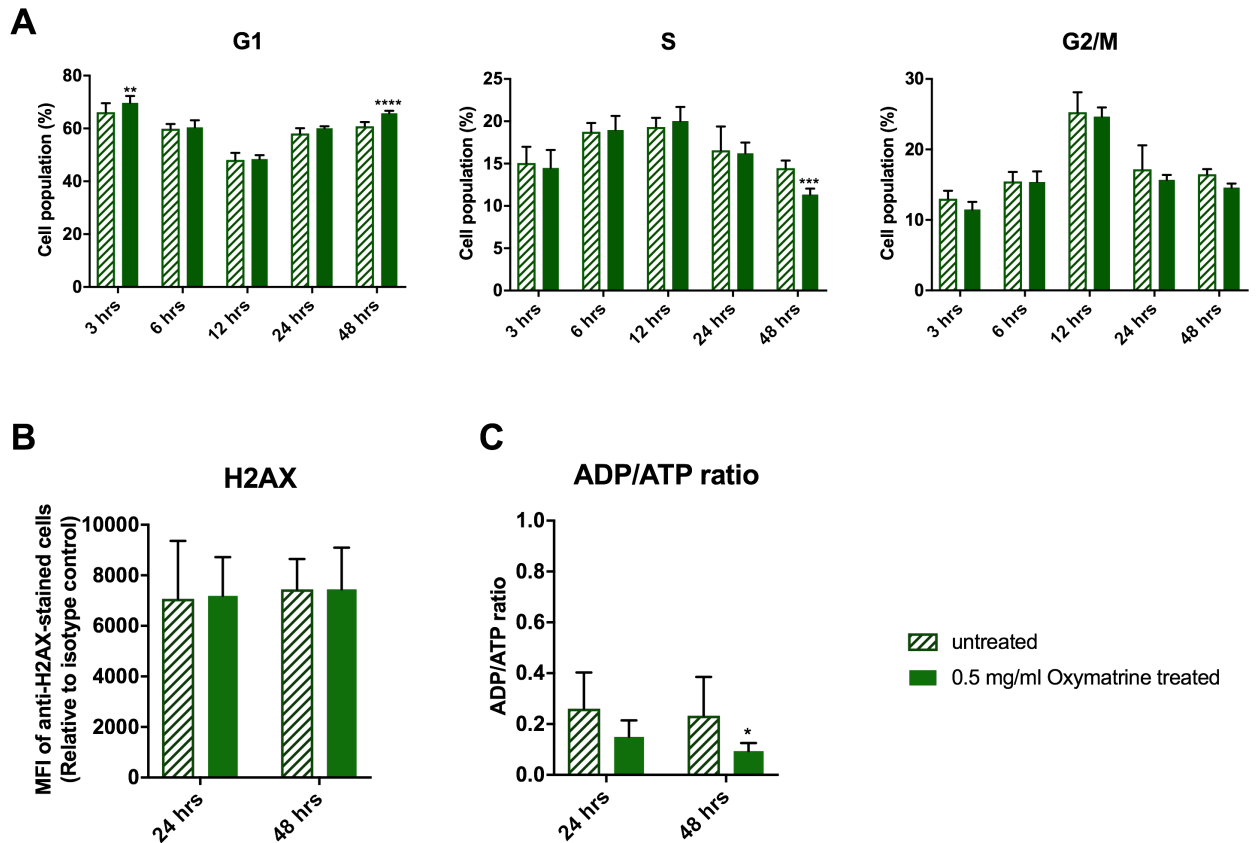 A
G1
Cell population (%)
80
60
40
20
0
**
****
3 hrs
6 hrs
12 hrs
24 hrs
48 hrs
S
Cell population (%)
25
20
15
10
5
0
***
3 hrs
6 hrs
12 hrs
24 hrs
48 hrs
G2/M
Cell population (%)
30
20
10
0
3 hrs
6 hrs
12 hrs
24 hrs
48 hrs
B
H2AX
MFI of anti-H2AX-stained cells
(Relative to isotype control)
10000
8000
6000
4000
2000
0
24 hrs
48 hrs
C
ADP/ATP ratio
ADP/ATP ratio
1.0
0.8
0.6
0.4
0.2
0.0
*
24 hrs
48 hrs
untreated
0.5 mg/ml Oxymatrine treated